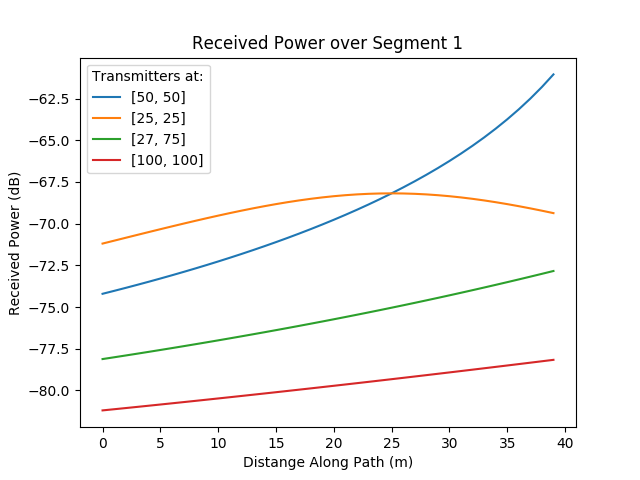 Received Power over Segment 1
Transmitters at:
[50, 50]
[25, 25]
[27, 75]
[100, 100]
Received Power (dB)
−62.5
−65.0
−67.5
−70.0
−72.5
−75.0
−77.5
−80.0
0 5 10 15 20 25 30 35 40
Distange Along Path (m)